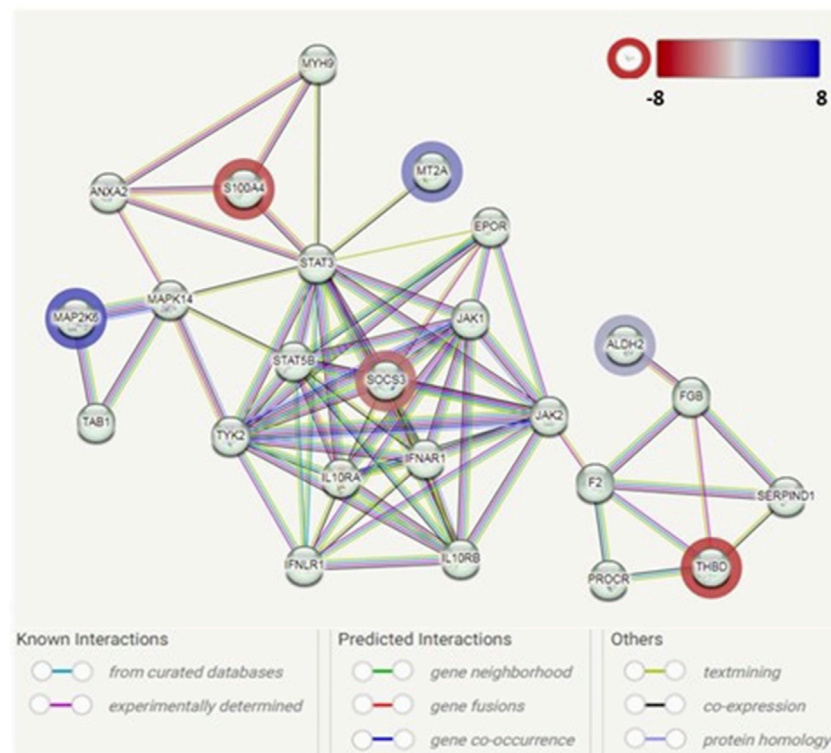 MYH9
-8 8
MT2A
S100A4
ANXA2
EPOR
STAT3
MAPK14
MAP2K6
JAK1
ALDH2
STAT5B
SOCS3
FGB
TAB1
JAK2
TYK2
IFNAR1
IL10RA
F2
SERPIND1
IFNLR1
IL10RB
THBD
PROCR
Known Interactions
from curated databases
experimentally determined
Predicted Interactions
gene neighborhood
gene fusions
gene co-occurrence
Others
textmining
co-expression
protein homology